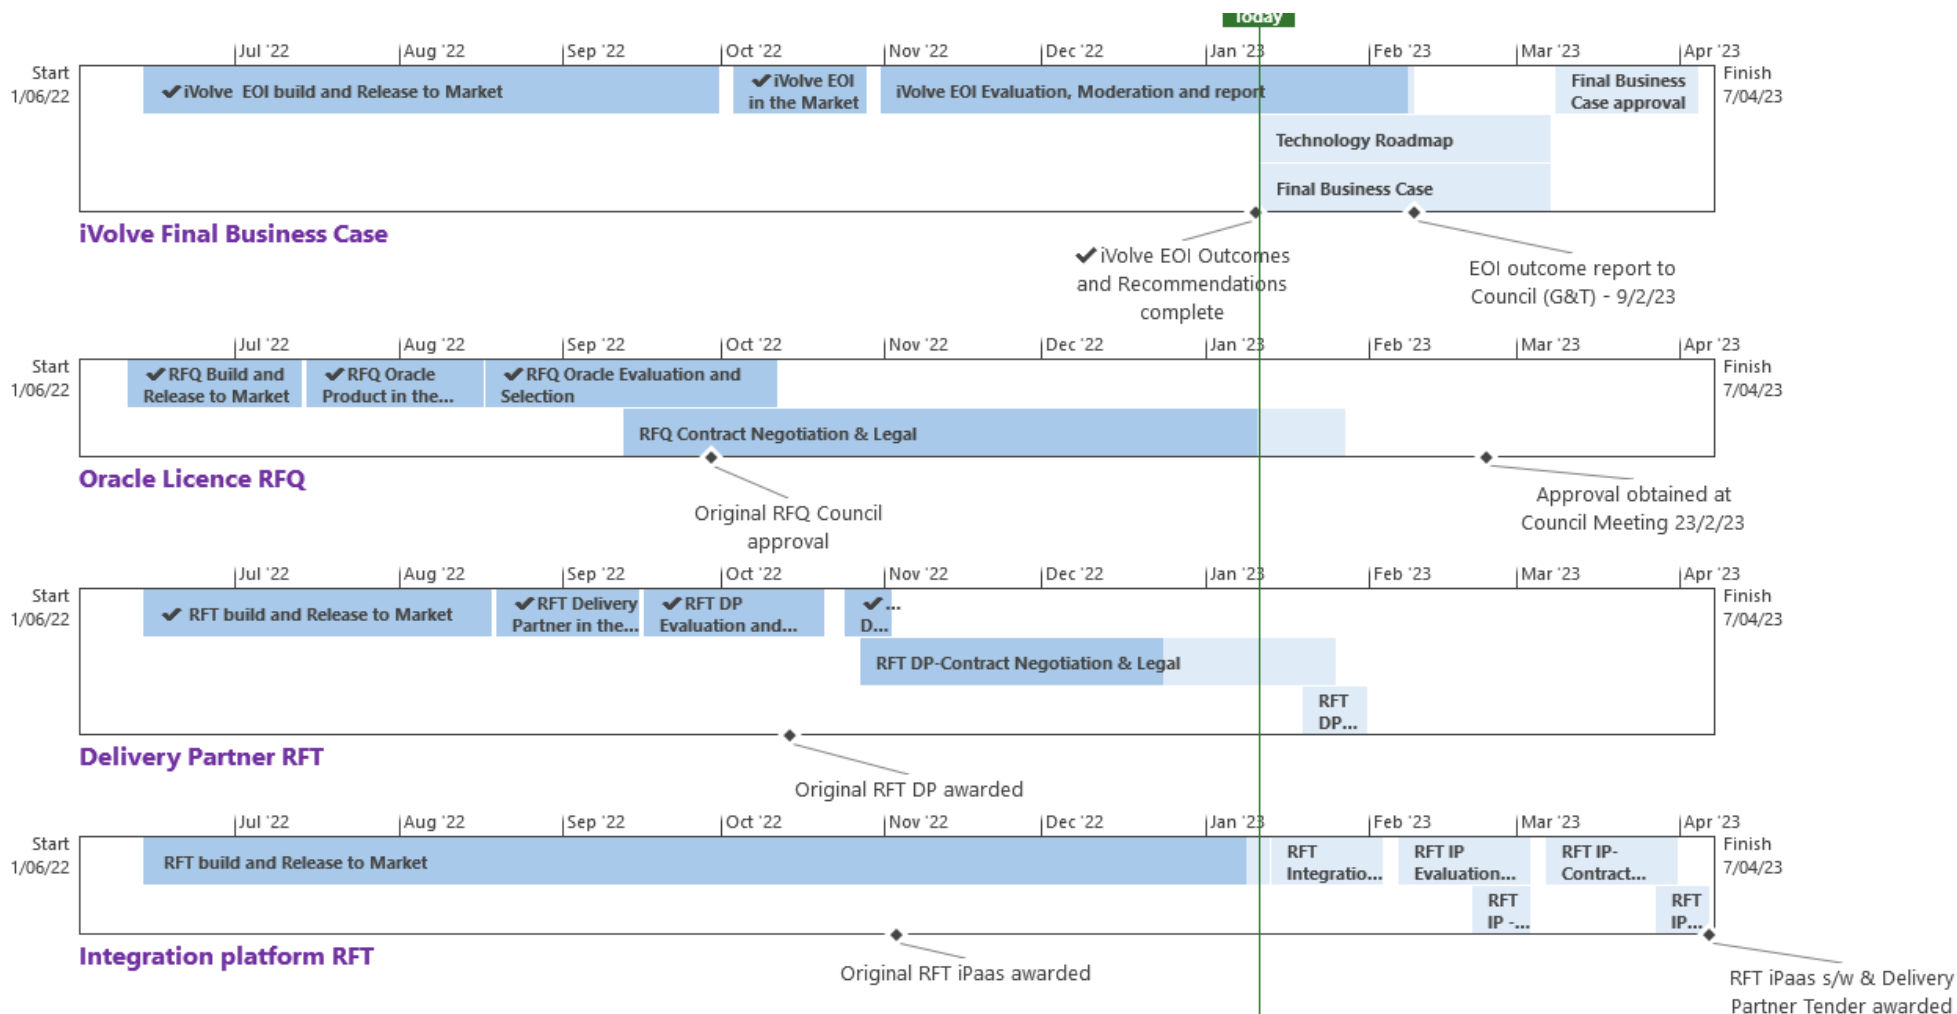 Today
Jul '22
Aug '22
Sep '22
Oct '22
Nov '22
Dec '22
Jan '23
Feb '23
Mar '23
Apr '23
Start
1/06/22
✔iVolve  EOI build and Release to Market
✔iVolve EOI
in the Market
iVolve EOI Evaluation, Moderation and report
Final Business
Case approval
Finish
7/04/23
Technology Roadmap
Final Business Case
iVolve Final Business Case
✔iVolve EOI Outcomes
and Recommendations
complete
EOI outcome report to
Council (G&T) - 9/2/23
Jul '22
Aug '22
Sep '22
Oct '22
Nov '22
Dec '22
Jan '23
Feb '23
Mar '23
Apr '23
Start
1/06/22
✔RFQ Build and
Release to Market
✔RFQ Oracle
Product in the...
✔RFQ Oracle Evaluation and
Selection
Finish
7/04/23
RFQ Contract Negotiation & Legal
Oracle Licence RFQ
Original RFQ Council
approval
Approval obtained at
Council Meeting 23/2/23
Jul '22
Aug '22
Sep '22
Oct '22
Nov '22
Dec '22
Jan '23
Feb '23
Mar '23
Apr '23
Start
1/06/22
✔ RFT build and Release to Market
✔RFT Delivery
Partner in the...
✔RFT DP
Evaluation and...
✔...
D...
Finish
7/04/23
RFT DP-Contract Negotiation & Legal
RFT
DP...
Delivery Partner RFT
Original RFT DP awarded
Jul '22
Aug '22
Sep '22
Oct '22
Nov '22
Dec '22
Jan '23
Feb '23
Mar '23
Apr '23
Start
1/06/22
RFT build and Release to Market
RFT
Integratio...
RFT IP
Evaluation...
RFT IP-
Contract...
Finish
7/04/23
RFT
IP -...
RFT
IP...
Integration platform RFT
Original RFT iPaas awarded
RFT iPaas s/w & Delivery
Partner Tender awarded